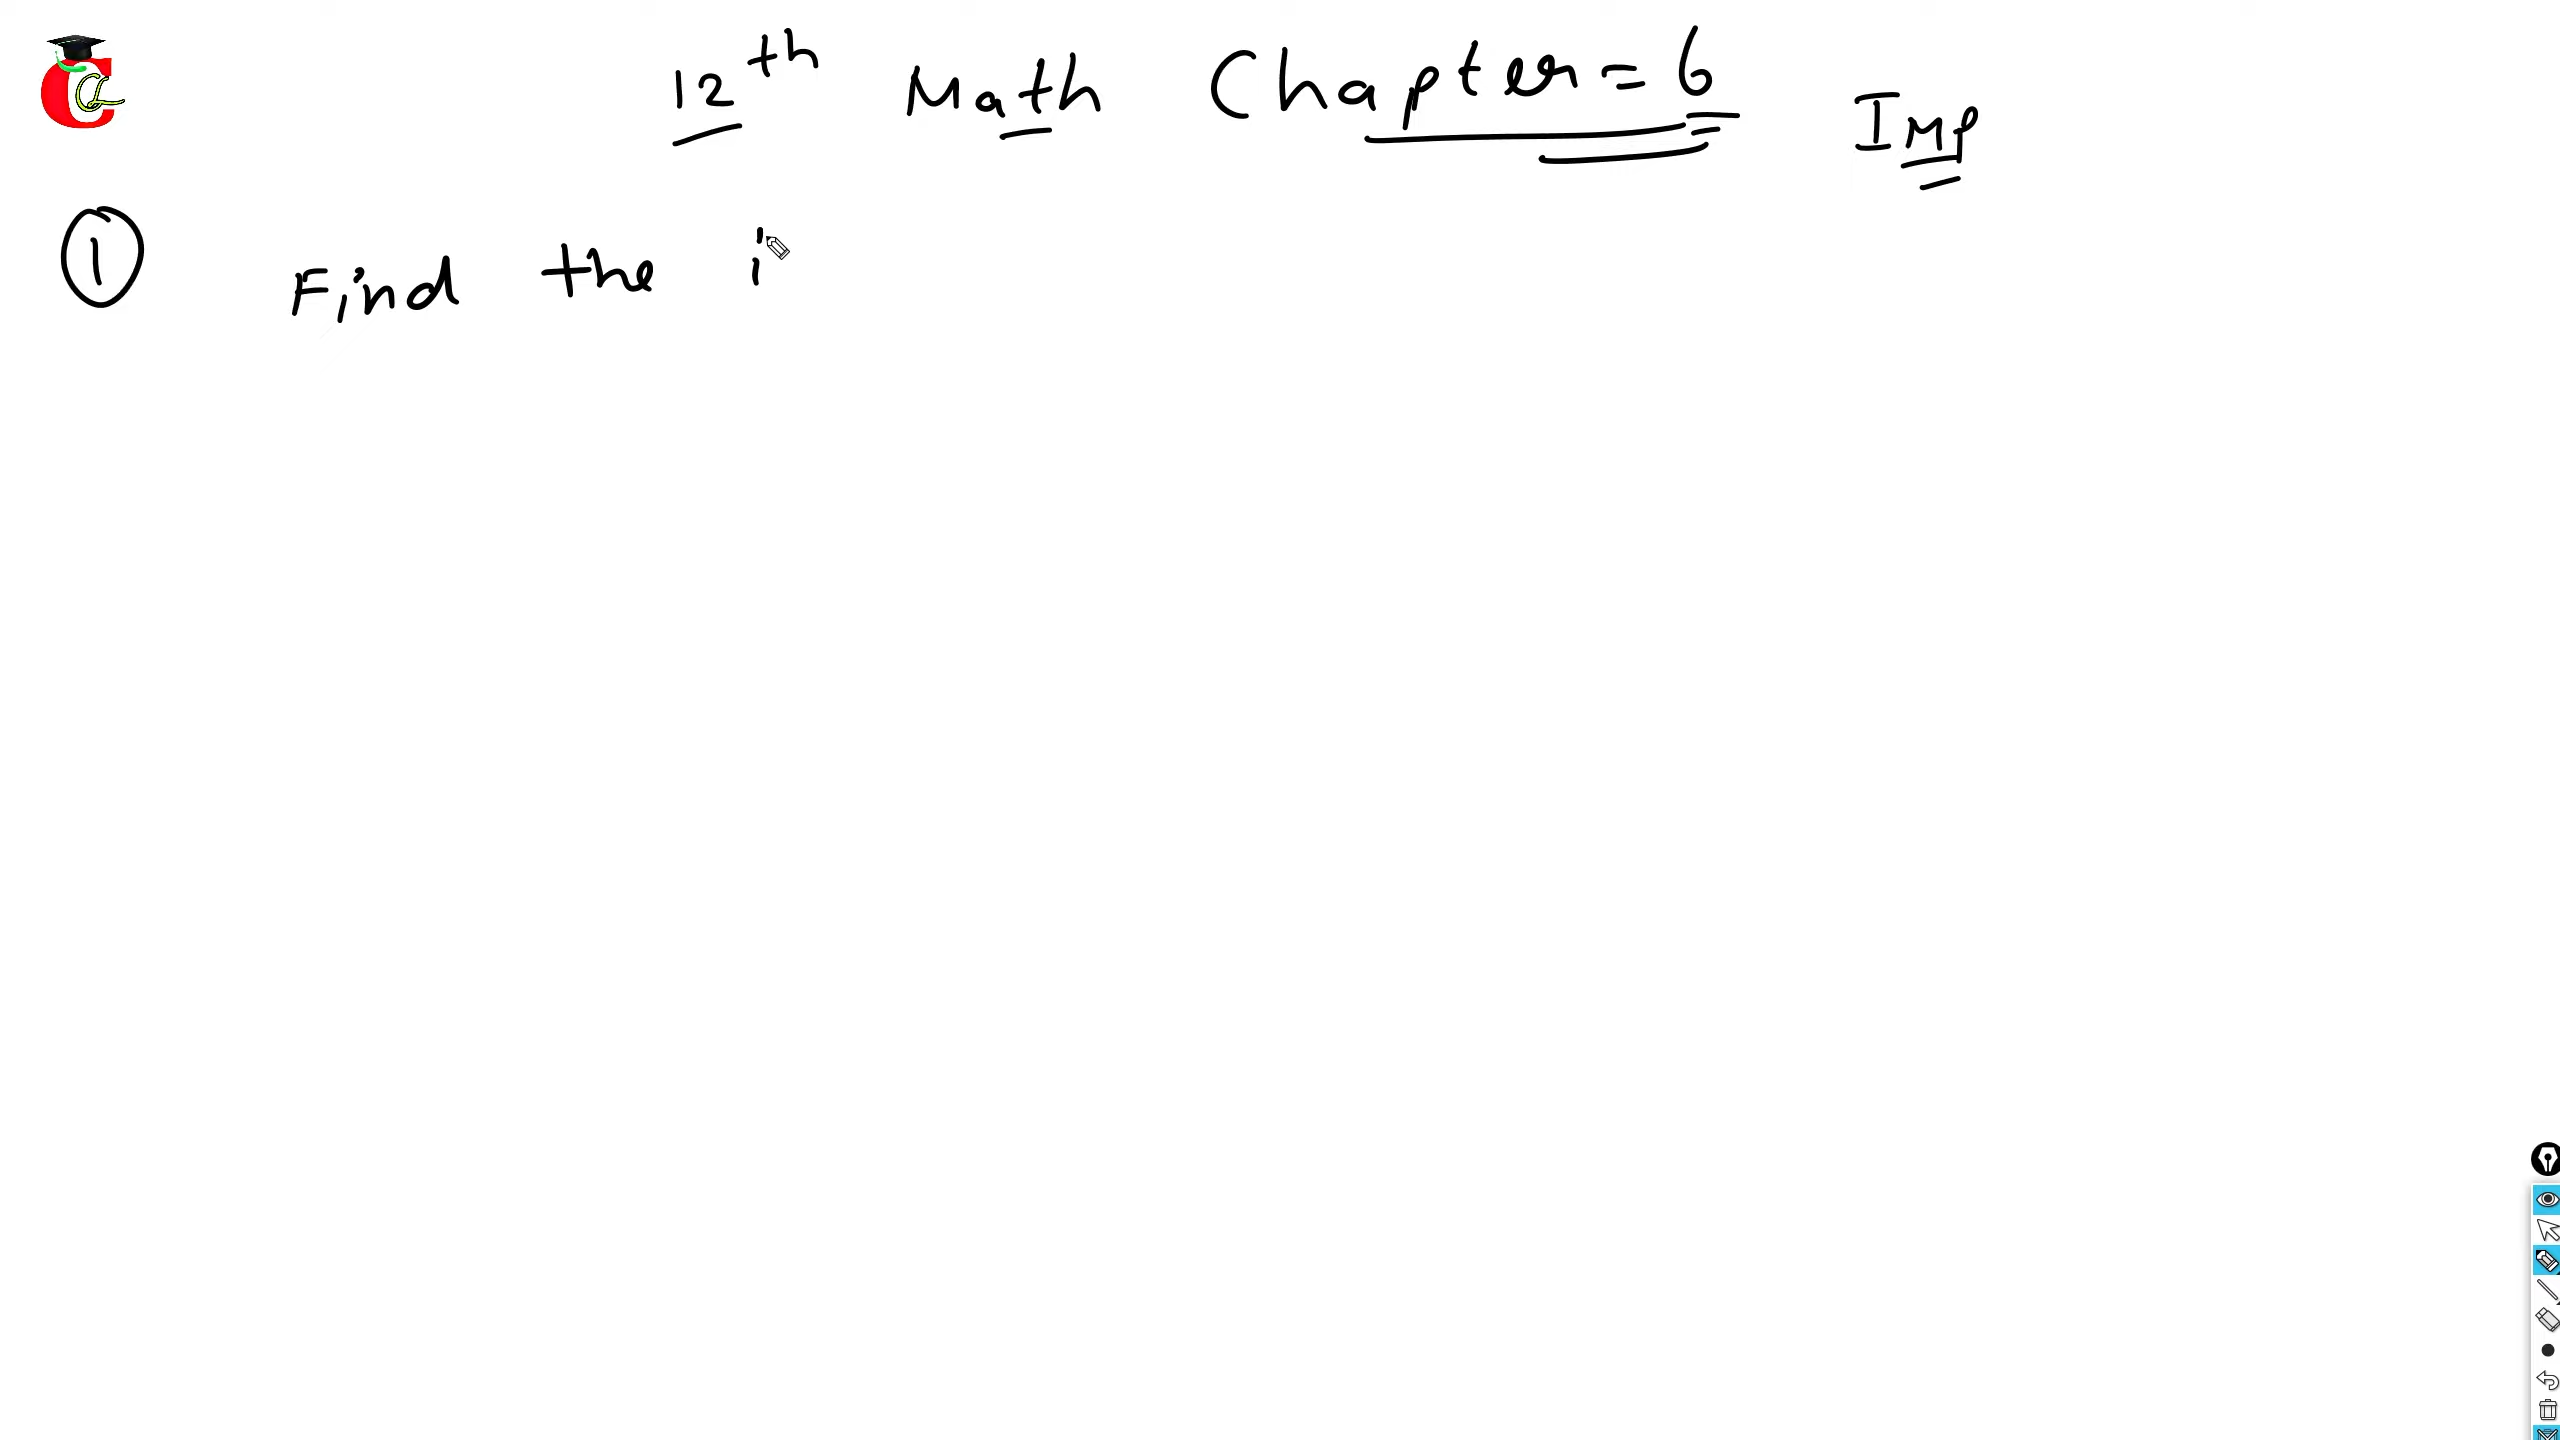 12th Math Chapter = 6 Imp
1 Find the i